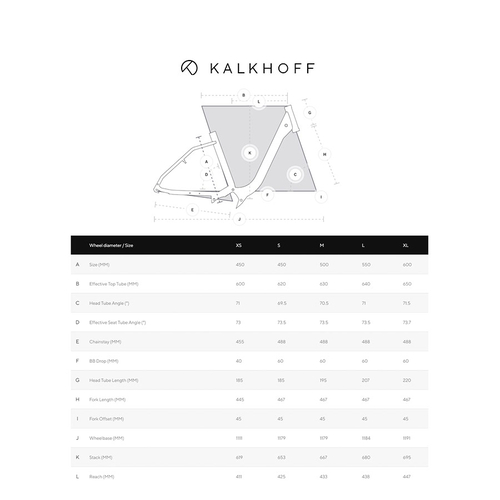 KALKHOFF
B
L
G
A
K
H
D
C
F
I
E
J
Wheel diameter / Size XS S M L XL
A Size (MM) 450 450 500 550 600
B Effective Top Tube (MM) 600 620 630 640 650
C Head Tube Angle (°) 71 69.5 70.5 71 71.5
D Effective Seat Tube Angle (°) 73 73.5 73.5 73.5 73.7
E Chainstay (MM) 455 488 488 488 488
F BB Drop (MM) 40 60 60 60 60
G Head Tube Length (MM) 185 185 195 207 220
H Fork Length (MM) 445 467 467 467 467
I Fork Offset (MM) 45 45 45 45 45
J Wheelbase (MM) 1179 1184 1191
K Stack (MM) 619 653 667 680 695
L Reach (MM) 411 425 433 438 447